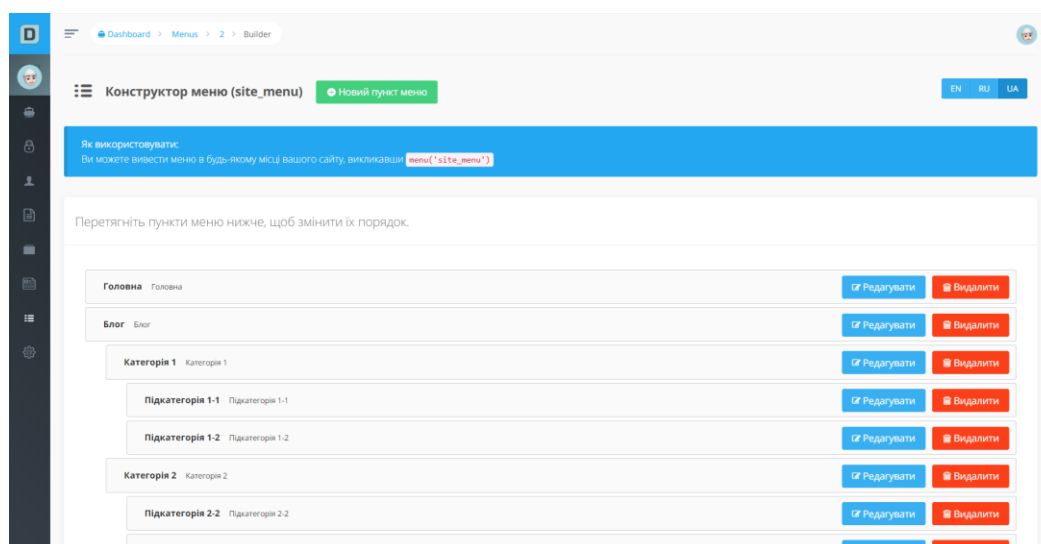 D
Dashboard > Menus > 2 > Builder
Конструктор меню (site_menu) Новий пункт меню EN RU UA
Як використовувати:
Ви можете вивести меню в будь-якому місці вашого сайту, викликавши menu('site_menu')
Перетягніть пункти меню нижче, щоб змінити їх порядок.
Головна Головна Редагувати Видалити
Блог Блог Редагувати Видалити
Категорія 1 Категорія 1 Редагувати Видалити
Підкатегорія 1-1 Підкатегорія 1-1 Редагувати Видалити
Підкатегорія 1-2 Підкатегорія 1-2 Редагувати Видалити
Категорія 2 Категорія 2 Редагувати Видалити
Підкатегорія 2-2 Підкатегорія 2-2 Редагувати Видалити